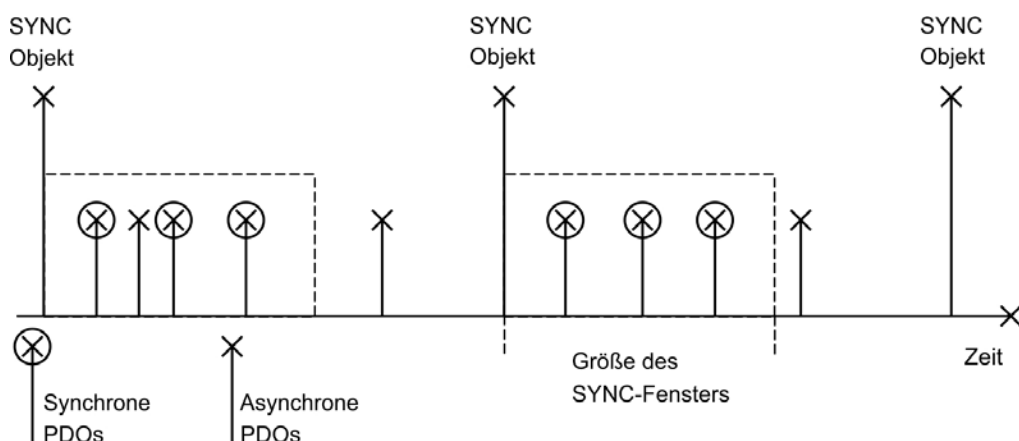 SYNC
Objekt
SYNC
Objekt
SYNC
Objekt
Größe des
SYNC-Fensters
Zeit
Synchrone
PDOs
Asynchrone
PDOs